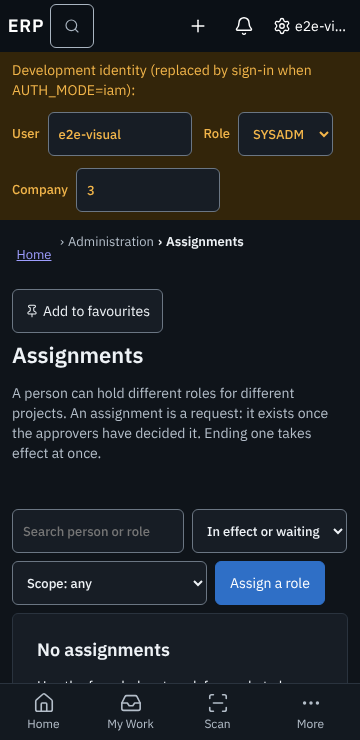 ERP e2e-vi...
Development identity (replaced by sign-in when
AUTH_MODE=iam):
User e2e-visual Role SYSADM
Company 3
Home › Administration › Assignments
Add to favourites
Assignments
A person can hold different roles for different
projects. An assignment is a request: it exists once
the approvers have decided it. Ending one takes
effect at once.
Search person or role In effect or waiting
Scope: any Assign a role
No assignments
Home My Work Scan More